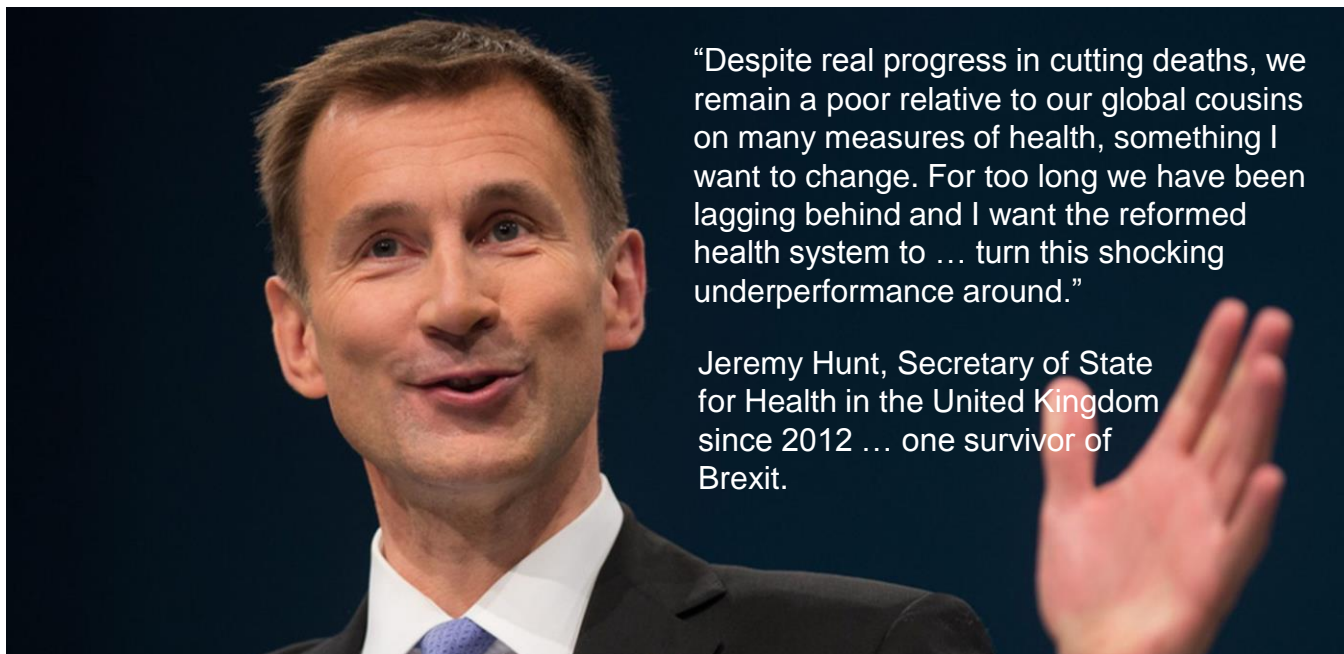 “Despite real progress in cutting deaths, we
remain a poor relative to our global cousins
on many measures of health, something I
want to change. For too long we have been
lagging behind and I want the reformed
health system to … turn this shocking
underperformance around.”
Jeremy Hunt, Secretary of State
for Health in the United Kingdom
since 2012 … one survivor of
Brexit.